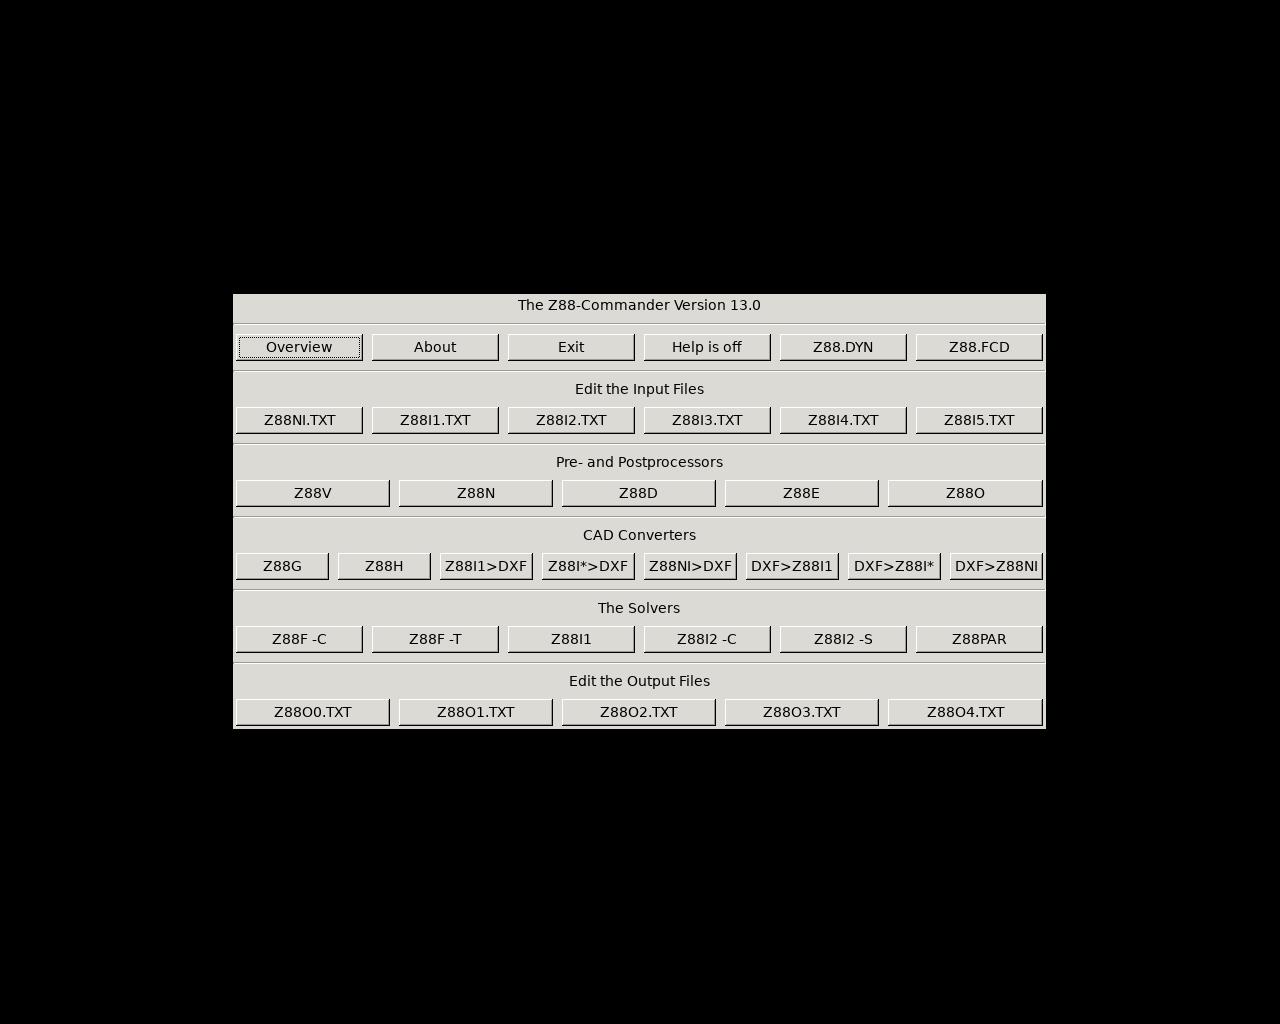 The Z88-Commander Version 13.0
Overview About Exit Help is off Z88.DYN Z88.FCD
Edit the Input Files
Z88NI.TXT Z88I1.TXT Z88I2.TXT Z88I3.TXT Z88I4.TXT Z88I5.TXT
Pre- and Postprocessors
Z88V Z88N Z88D Z88E Z88O
CAD Converters
Z88G Z88H Z88I1>DXF Z88I*>DXF Z88NI>DXF DXF>Z88I1 DXF>Z88I* DXF>Z88NI
The Solvers
Z88F -C Z88F -T Z88I1 Z88I2 -C Z88I2 -S Z88PAR
Edit the Output Files
Z88O0.TXT Z88O1.TXT Z88O2.TXT Z88O3.TXT Z88O4.TXT